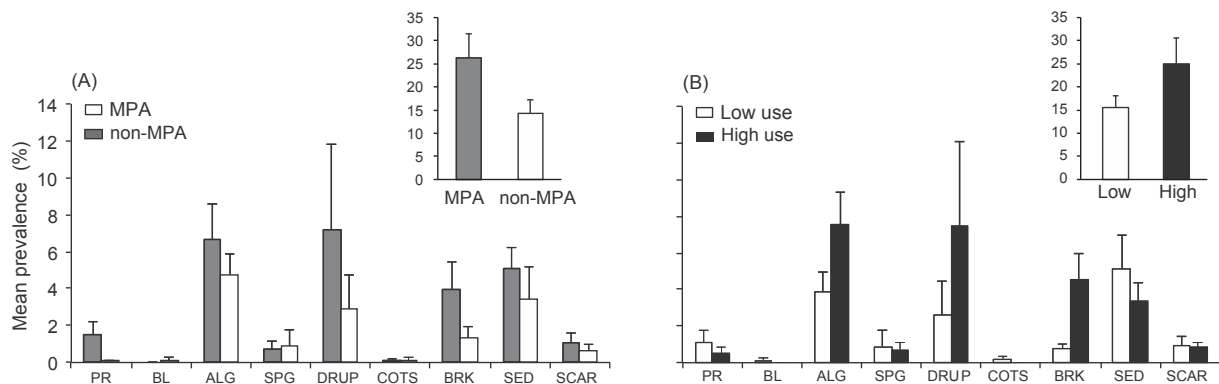 35
30
25
20
15
10
5
0
MPA non-MPA
(A)
MPA
non-MPA
Mean prevalence (%)
14
12
10
8
6
4
2
0
PR BL ALG SPG DRUP COTS BRK SED SCAR
35
30
25
20
15
10
5
0
Low High
(B)
Low use
High use
PR BL ALG SPG DRUP COTS BRK SED SCAR